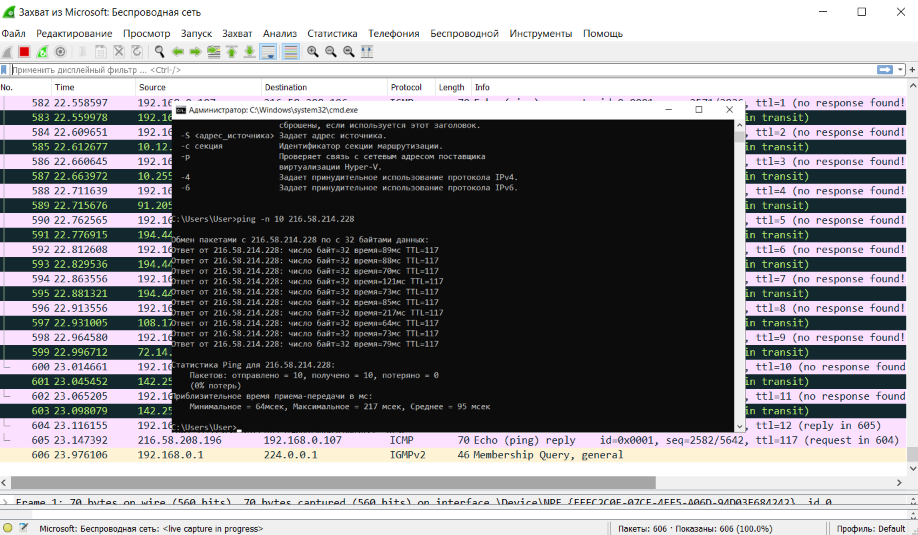 Захват из Microsoft: Беспроводная сеть
Файл Редактирование Просмотр Запуск Захват Анализ Статистика Телефония Беспроводной Инструменты Помощь
Применить дисплейный фильтр ... <Ctrl-/>
No. Time Source Destination Protocol Length Info
582 22.558597 ttl=1 (no response found!
583 22.559978 192.16 in transit)
584 22.609651 192.16 ttl=2 (no response found!
585 22.612677 10.12. in transit)
586 22.660645 192.16 ttl=3 (no response found!
587 22.663972 10.255 in transit)
588 22.711639 192.16 ttl=4 (no response found!
589 22.715676 91.205 in transit)
590 22.762565 192.16 ttl=5 (no response found!
591 22.776915 194.44 in transit)
592 22.812608 192.16 ttl=6 (no response found!
593 22.829536 194.44 in transit)
594 22.863556 192.16 ttl=7 (no response found!
595 22.881321 194.44 in transit)
596 22.913556 192.16 ttl=8 (no response found!
597 22.931005 108.17 in transit)
598 22.964580 192.16 ttl=9 (no response found!
599 22.996712 72.14. in transit)
600 23.014661 192.16 ttl=10 (no response found
601 23.045452 142.25 in transit)
602 23.065205 192.16 ttl=11 (no response found
603 23.098079 142.25 in transit)
604 23.116155 192.16 ttl=12 (reply in 605)
605 23.147392 216.58.208.196 192.168.0.107 ICMP 70 Echo (ping) reply id=0x0001, seq=2582/5642, ttl=117 (request in 604)
606 23.976106 192.168.0.1 224.0.0.1 IGMPv2 46 Membership Query, general
Администратор: C:\Windows\system32\cmd.exe
сброшены, если используется этот заголовок.
-S <адрес_источника> Задает адрес источника.
-c секция Идентификатор секции маршрутизации.
-p Проверяет связь с сетевым адресом поставщика
виртуализации Hyper-V.
-4 Задает принудительное использование протокола IPv4.
-6 Задает принудительное использование протокола IPv6.
C:\Users\User>ping -n 10 216.58.214.228
Обмен пакетами с 216.58.214.228 по с 32 байтами данных:
Ответ от 216.58.214.228: число байт=32 время=89мс TTL=117
Ответ от 216.58.214.228: число байт=32 время=88мс TTL=117
Ответ от 216.58.214.228: число байт=32 время=70мс TTL=117
Ответ от 216.58.214.228: число байт=32 время=121мс TTL=117
Ответ от 216.58.214.228: число байт=32 время=73мс TTL=117
Ответ от 216.58.214.228: число байт=32 время=85мс TTL=117
Ответ от 216.58.214.228: число байт=32 время=217мс TTL=117
Ответ от 216.58.214.228: число байт=32 время=64мс TTL=117
Ответ от 216.58.214.228: число байт=32 время=73мс TTL=117
Ответ от 216.58.214.228: число байт=32 время=79мс TTL=117
Статистика Ping для 216.58.214.228:
Пакетов: отправлено = 10, получено = 10, потеряно = 0
(0% потерь)
Приблизительное время приема-передачи в мс:
Минимальное = 64мсек, Максимальное = 217 мсек, Среднее = 95 мсек
C:\Users\User>
Frame 1: 70 bytes on wire (560 bits), 70 bytes captured (560 bits) on interface
Microsoft: Беспроводная сеть: <live capture in progress>
Пакеты: 606 · Показаны: 606 (100.0%)
Профиль: Default